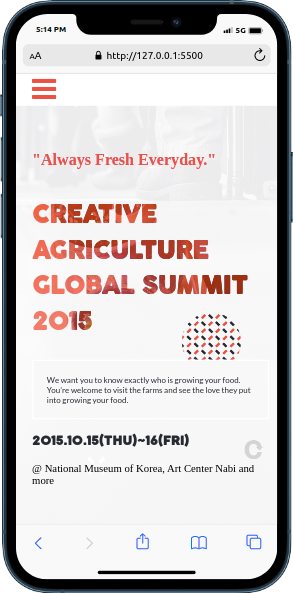 5:14 PM
5G
AA http://127.0.0.1:5500
"Always Fresh Everyday."
CREATIVE
AGRICULTURE
GLOBAL SUMMIT
2015
We want you to know exactly who is growing your food.
You're welcome to visit the farms and see the love they put
into growing your food.
2015.10.15(THU)~16(FRI)
@ National Museum of Korea, Art Center Nabi and
more